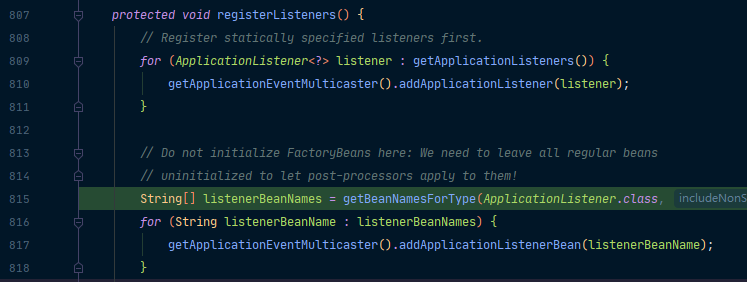 807 protected void registerListeners() {
808 // Register statically specified listeners first.
809 for (ApplicationListener<?> listener : getApplicationListeners()) {
810 getApplicationEventMulticaster().addApplicationListener(listener);
811 }
812
813 // Do not initialize FactoryBeans here: We need to leave all regular beans
814 // uninitialized to let post-processors apply to them!
815 String[] listenerBeanNames = getBeanNamesForType(ApplicationListener.class, includeNonS
816 for (String listenerBeanName : listenerBeanNames) {
817 getApplicationEventMulticaster().addApplicationListenerBean(listenerBeanName);
818 }